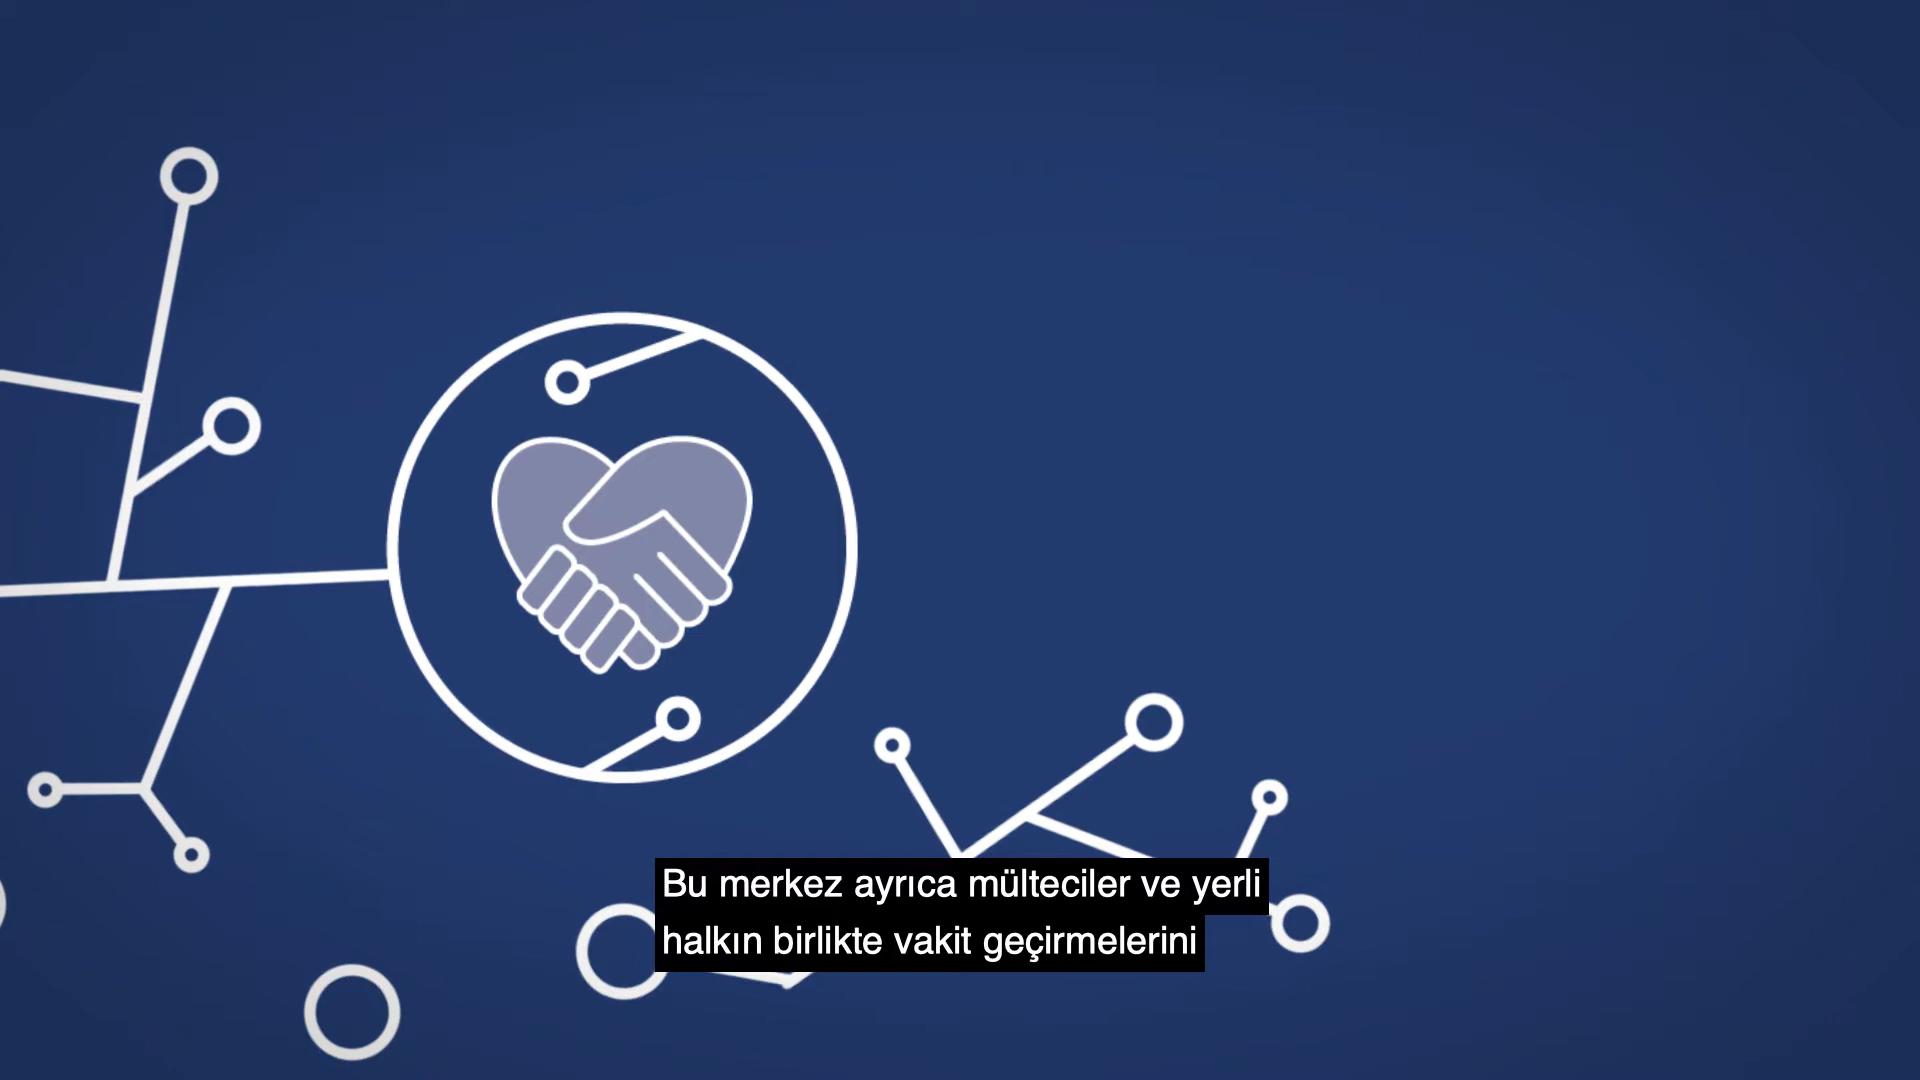 Bu merkez ayrıca mülteciler ve yerli
halkın birlikte vakit geçirmelerini